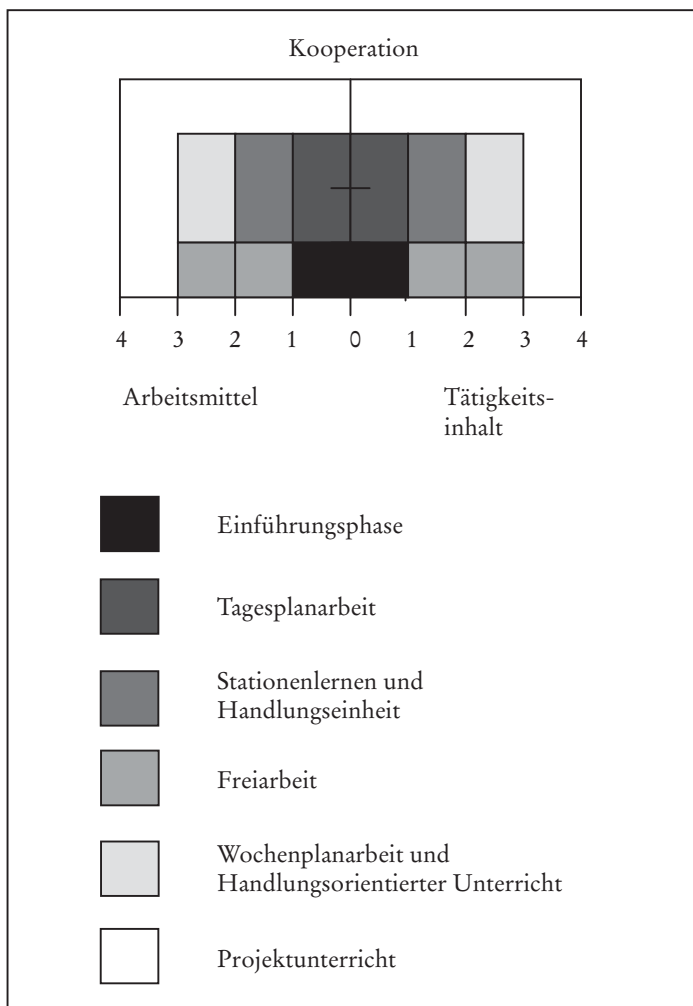 Kooperation
4 3 2 1 0 1 2 3 4
Arbeitsmittel
Tätigkeits-
inhalt
Einführungsphase
Tagesplanarbeit
Stationenlernen und
Handlungseinheit
Freiarbeit
Wochenplanarbeit und
Handlungsorientierter Unterricht
Projektunterricht